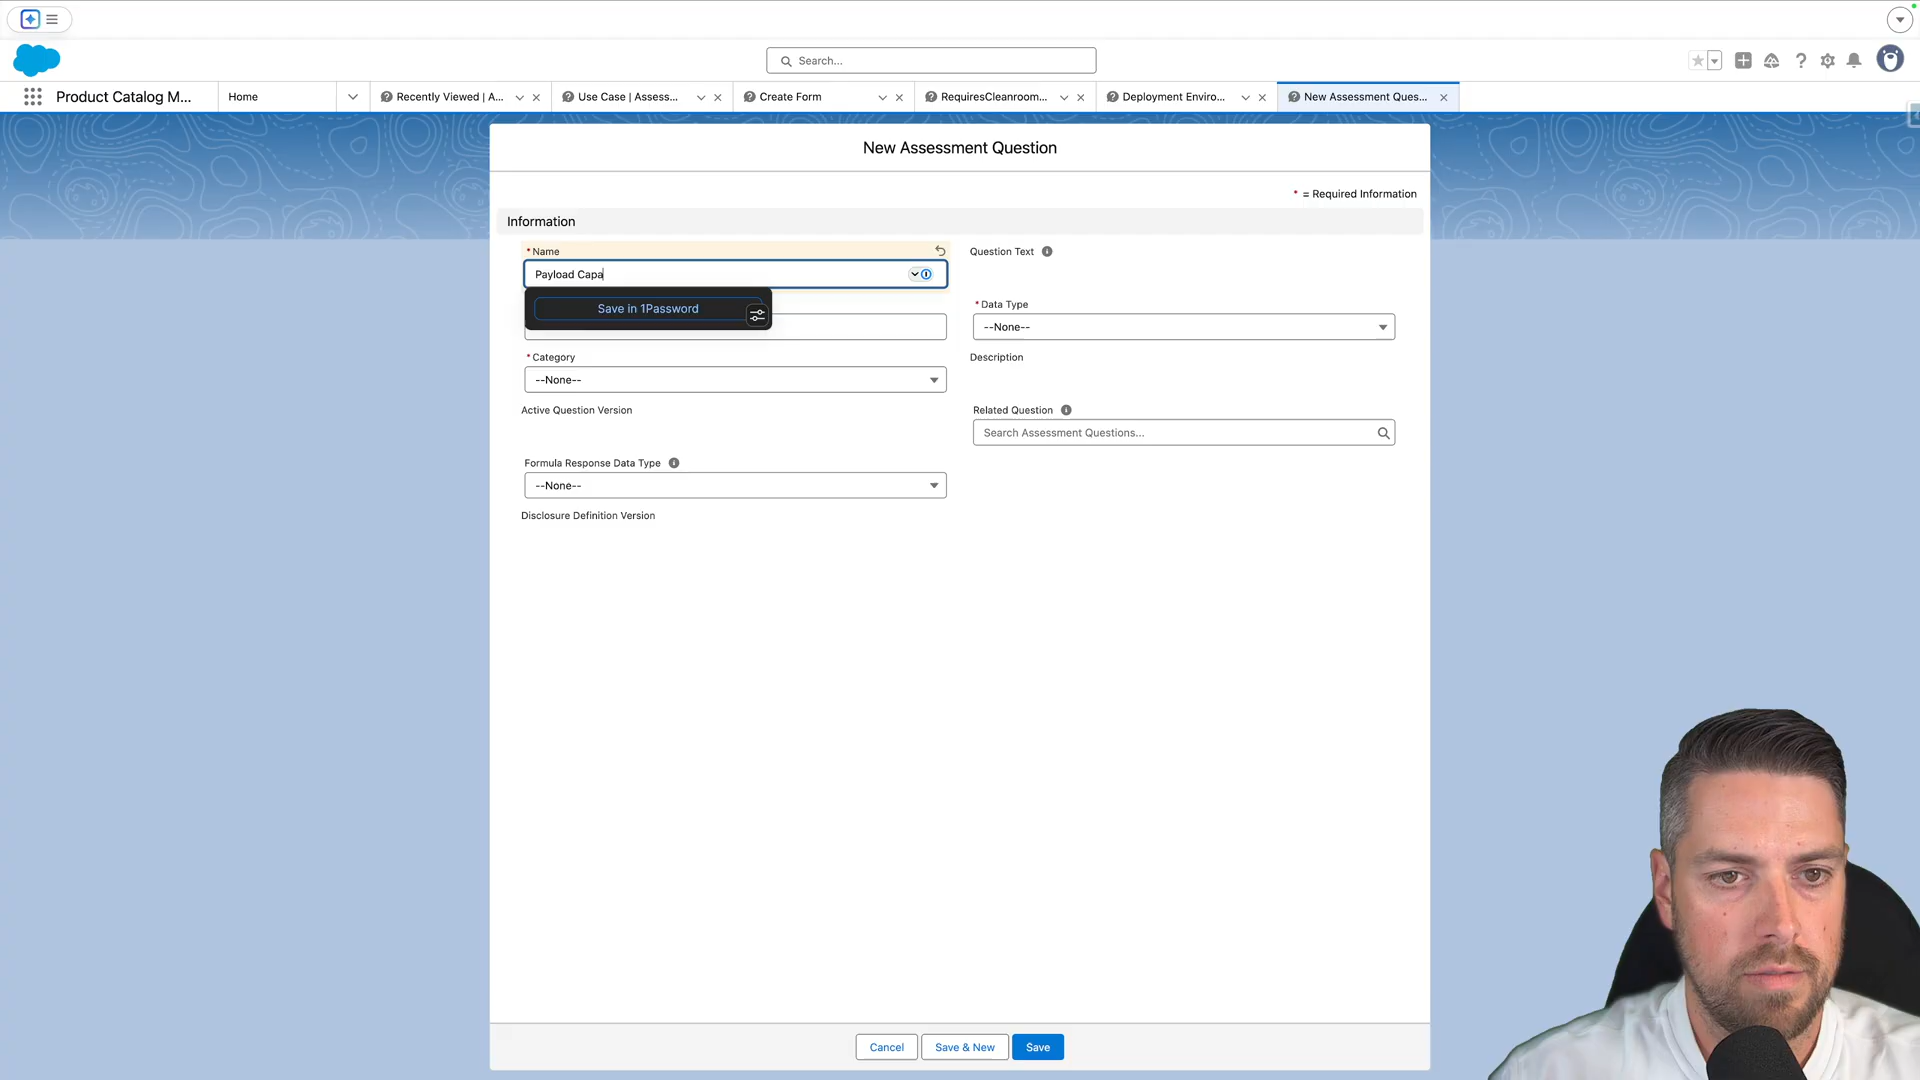 Search...
Product Catalog M...
Home
Recently Viewed | A...
Use Case | Assess...
Create Form
RequiresCleanroom...
Deployment Enviro...
New Assessment Ques...
New Assessment Question
* = Required Information
Information
* Name
Payload Capa
Question Text
Save in 1Password
* Data Type
--None--
* Category
--None--
Description
Active Question Version
Related Question
Search Assessment Questions...
Formula Response Data Type
--None--
Disclosure Definition Version
Cancel
Save & New
Save